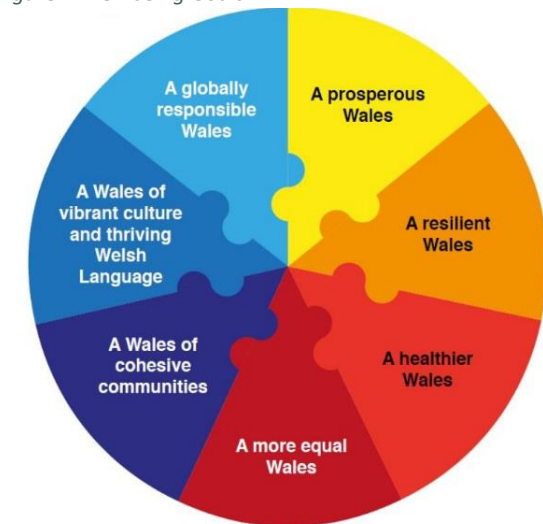 A prosperous
Wales
A resilient
Wales
A healthier
Wales
A more equal
Wales
A Wales of
cohesive
communities
A Wales of
vibrant culture
and thriving
Welsh
Language
A globally
responsible
Wales